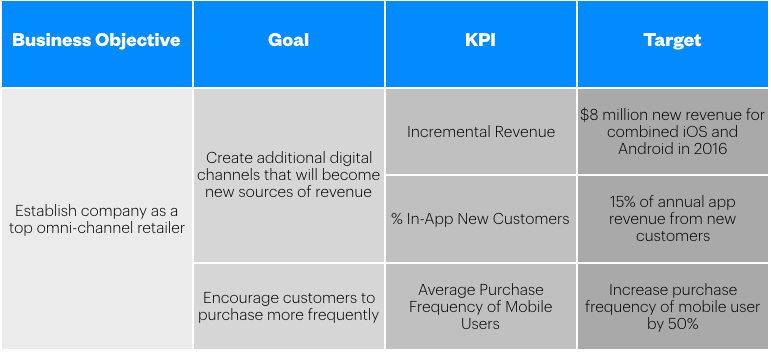 Business Objective
Goal
KPI
Target
Establish company as a
top omni-channel retailer
Create additional digital
channels that will become
new sources of revenue
Incremental Revenue
$8 million new revenue for
combined iOS and
Android in 2016
% In-App New Customers
15% of annual app
revenue from new
customers
Encourage customers to
purchase more frequently
Average Purchase
Frequency of Mobile
Users
Increase purchase
frequency of mobile user
by 50%